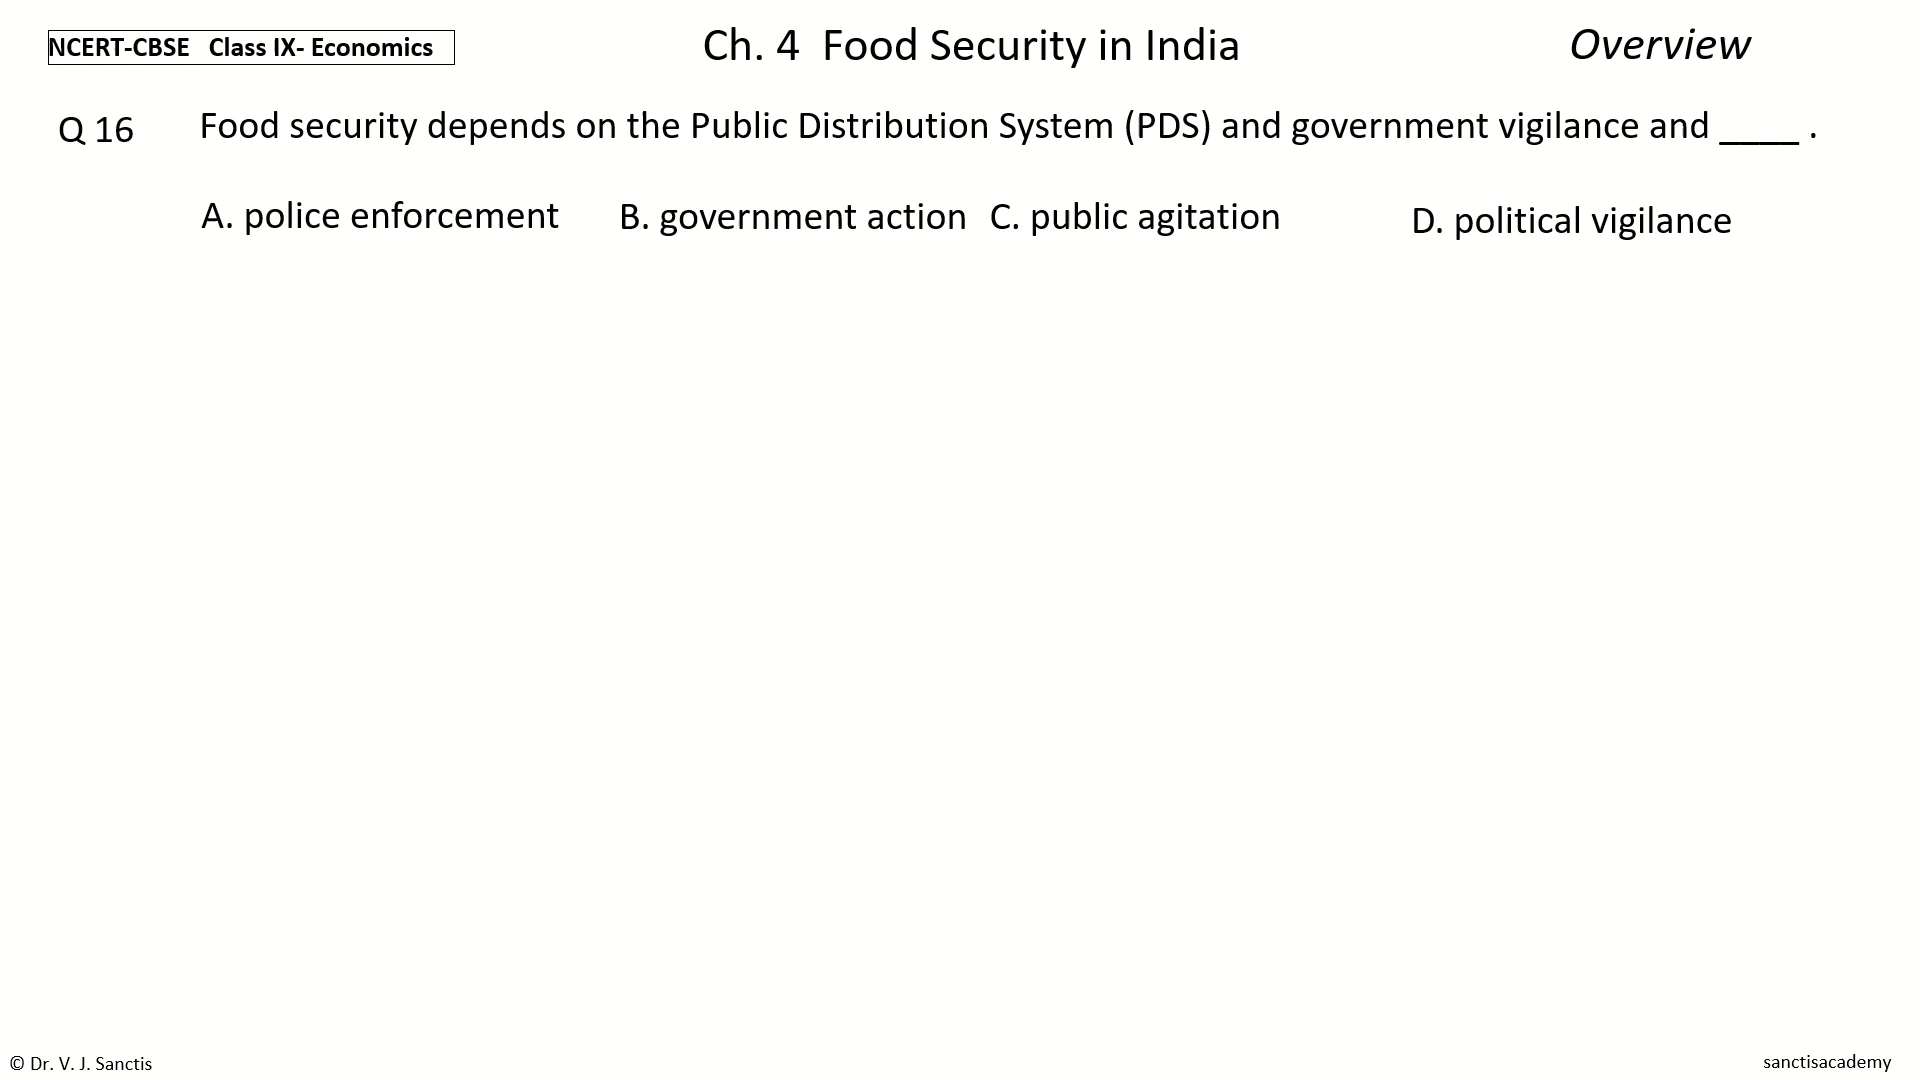 NCERT-CBSE Class IX- Economics
Ch. 4 Food Security in India
Overview
Q 16 Food security depends on the Public Distribution System (PDS) and government vigilance and ____ .
A. police enforcement B. government action C. public agitation D. political vigilance
© Dr. V. J. Sanctis
sanctisacademy